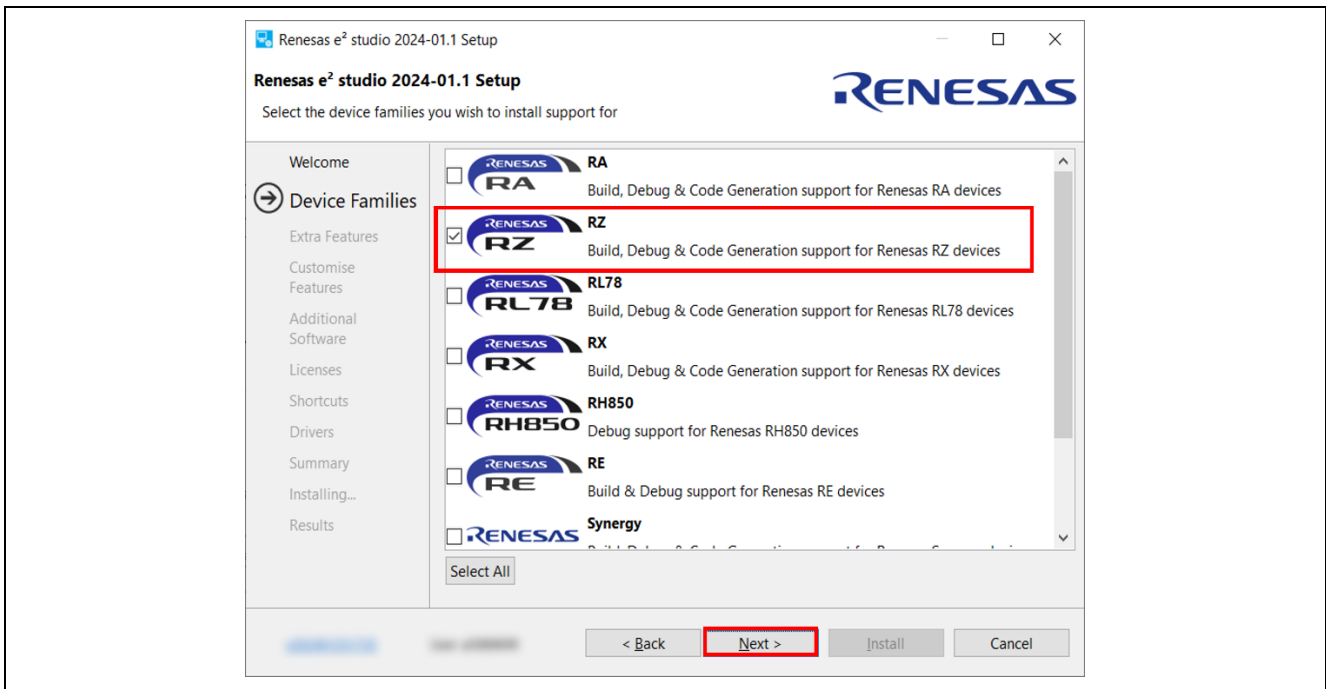 Renesas e² studio 2024-01.1 Setup
Renesas e² studio 2024-01.1 Setup
Select the device families you wish to install support for
RENESAS
Welcome
Device Families
Extra Features
Customise
Features
Additional
Software
Licenses
Shortcuts
Drivers
Summary
Installing...
Results
RENESAS
RA
RA
Build, Debug & Code Generation support for Renesas RA devices
RENESAS
RZ
RZ
Build, Debug & Code Generation support for Renesas RZ devices
RENESAS
RL78
RL78
Build, Debug & Code Generation support for Renesas RL78 devices
RENESAS
RX
RX
Build, Debug & Code Generation support for Renesas RX devices
RENESAS
RH850
RH850
Debug support for Renesas RH850 devices
RENESAS
RE
RE
Build & Debug support for Renesas RE devices
RENESAS
Synergy
Select All
< Back
Next >
Install
Cancel